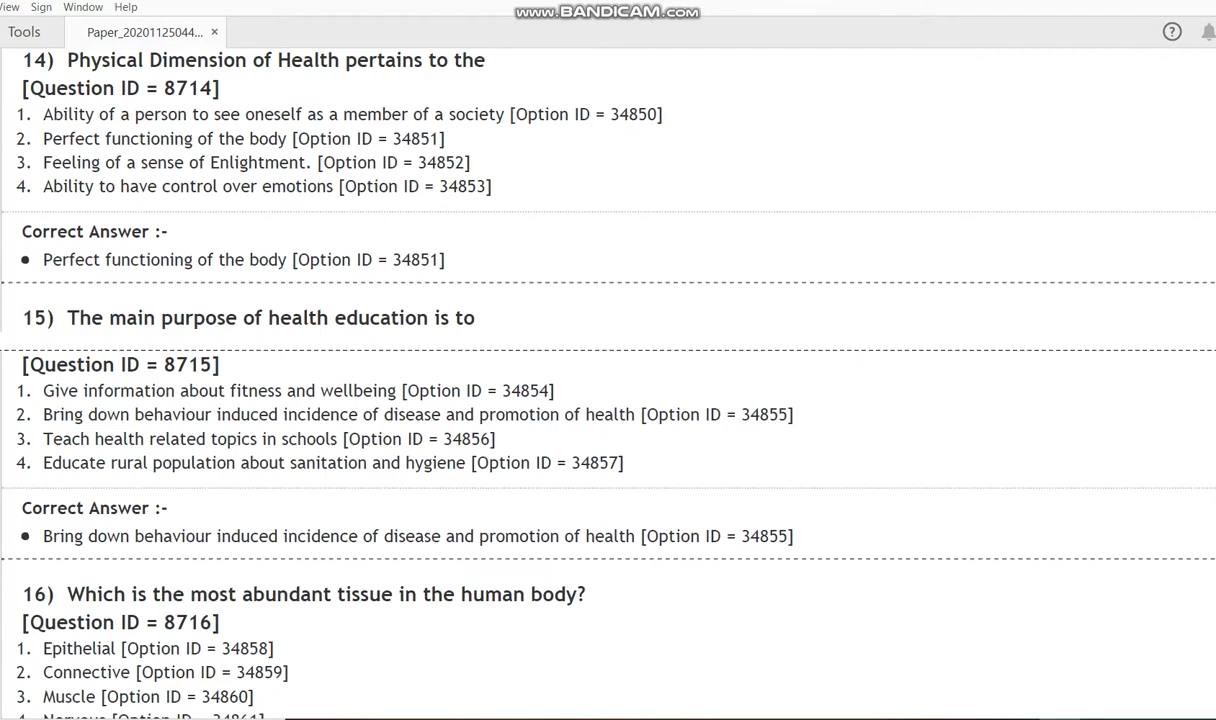 View Sign Window Help
www.BANDICAM.com
Tools Paper_20201125044... ×
14) Physical Dimension of Health pertains to the
[Question ID = 8714]
1. Ability of a person to see oneself as a member of a society [Option ID = 34850]
2. Perfect functioning of the body [Option ID = 34851]
3. Feeling of a sense of Enlightment. [Option ID = 34852]
4. Ability to have control over emotions [Option ID = 34853]
Correct Answer :-
• Perfect functioning of the body [Option ID = 34851]
15) The main purpose of health education is to
[Question ID = 8715]
1. Give information about fitness and wellbeing [Option ID = 34854]
2. Bring down behaviour induced incidence of disease and promotion of health [Option ID = 34855]
3. Teach health related topics in schools [Option ID = 34856]
4. Educate rural population about sanitation and hygiene [Option ID = 34857]
Correct Answer :-
• Bring down behaviour induced incidence of disease and promotion of health [Option ID = 34855]
16) Which is the most abundant tissue in the human body?
[Question ID = 8716]
1. Epithelial [Option ID = 34858]
2. Connective [Option ID = 34859]
3. Muscle [Option ID = 34860]
4. Nervous [Option ID = 34861]